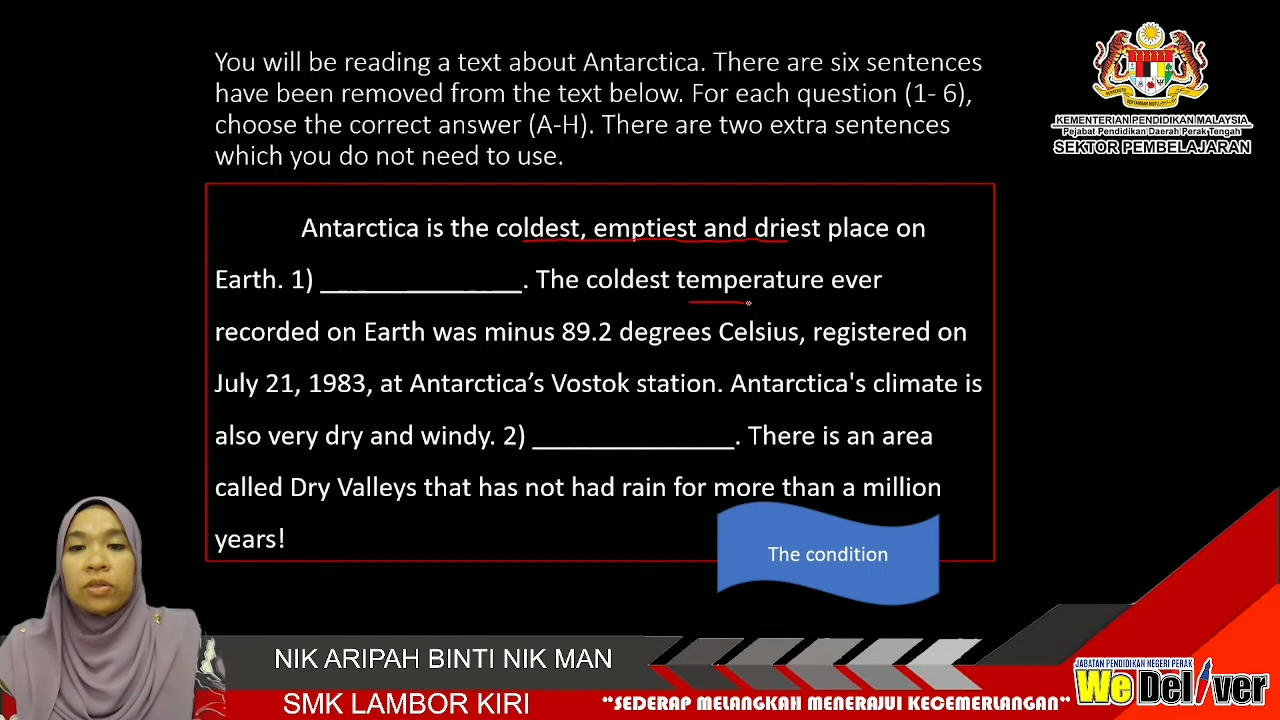 You will be reading a text about Antarctica. There are six sentences
have been removed from the text below. For each question (1- 6),
choose the correct answer (A-H). There are two extra sentences
which you do not need to use.
KEMENTERIAN PENDIDIKAN MALAYSIA
Pejabat Pendidikan Daerah Perak Tengah
SEKTOR PEMBELAJARAN
Antarctica is the coldest, emptiest and driest place on
Earth. 1) _______________. The coldest temperature ever
recorded on Earth was minus 89.2 degrees Celsius, registered on
July 21, 1983, at Antarctica’s Vostok station. Antarctica's climate is
also very dry and windy. 2) _______________. There is an area
called Dry Valleys that has not had rain for more than a million
years!
The condition
NIK ARIPAH BINTI NIK MAN
SMK LAMBOR KIRI
"SEDERAP MELANGKAH MENERAJUI KECEMERLANGAN"
JABATAN PENDIDIKAN NEGERI PERAK
We Deliver